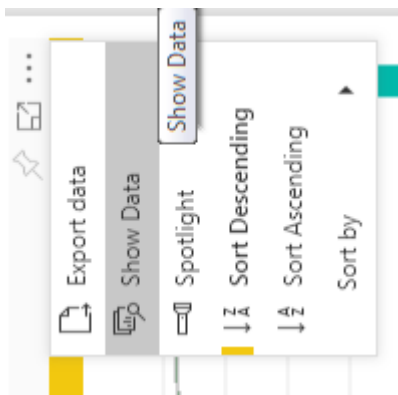 Export data
Show Data
Show Data
Spotlight
Sort Descending
Sort Ascending
Sort by